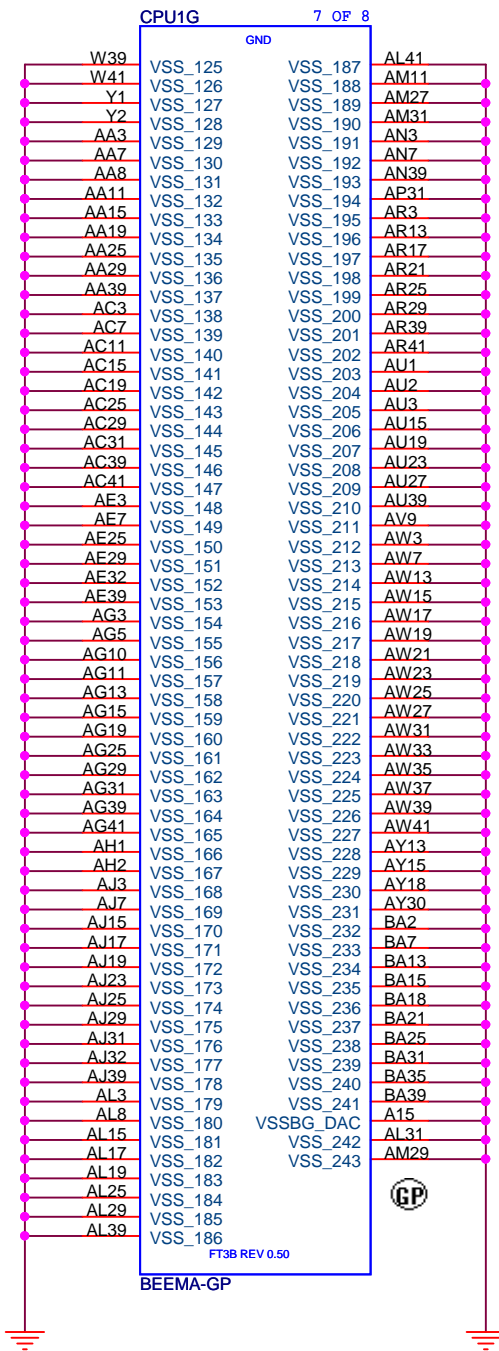 CPU1G 7 OF 8
GND
W39 VSS_125 VSS_187 AL41
W41 VSS_126 VSS_188 AM11
Y1 VSS_127 VSS_189 AM27
Y2 VSS_128 VSS_190 AM31
AA3 VSS_129 VSS_191 AN3
AA7 VSS_130 VSS_192 AN7
AA8 VSS_131 VSS_193 AN39
AA11 VSS_132 VSS_194 AP31
AA15 VSS_133 VSS_195 AR3
AA19 VSS_134 VSS_196 AR13
AA25 VSS_135 VSS_197 AR17
AA29 VSS_136 VSS_198 AR21
AA39 VSS_137 VSS_199 AR25
AC3 VSS_138 VSS_200 AR29
AC7 VSS_139 VSS_201 AR39
AC11 VSS_140 VSS_202 AR41
AC15 VSS_141 VSS_203 AU1
AC19 VSS_142 VSS_204 AU2
AC25 VSS_143 VSS_205 AU3
AC29 VSS_144 VSS_206 AU15
AC31 VSS_145 VSS_207 AU19
AC39 VSS_146 VSS_208 AU23
AC41 VSS_147 VSS_209 AU27
AE3 VSS_148 VSS_210 AU39
AE7 VSS_149 VSS_211 AV9
AE25 VSS_150 VSS_212 AW3
AE29 VSS_151 VSS_213 AW7
AE32 VSS_152 VSS_214 AW13
AE39 VSS_153 VSS_215 AW15
AG3 VSS_154 VSS_216 AW17
AG5 VSS_155 VSS_217 AW19
AG10 VSS_156 VSS_218 AW21
AG11 VSS_157 VSS_219 AW23
AG13 VSS_158 VSS_220 AW25
AG15 VSS_159 VSS_221 AW27
AG19 VSS_160 VSS_222 AW31
AG25 VSS_161 VSS_223 AW33
AG29 VSS_162 VSS_224 AW35
AG31 VSS_163 VSS_225 AW37
AG39 VSS_164 VSS_226 AW39
AG41 VSS_165 VSS_227 AW41
AH1 VSS_166 VSS_228 AY13
AH2 VSS_167 VSS_229 AY15
AJ3 VSS_168 VSS_230 AY18
AJ7 VSS_169 VSS_231 AY30
AJ15 VSS_170 VSS_232 BA2
AJ17 VSS_171 VSS_233 BA7
AJ19 VSS_172 VSS_234 BA13
AJ23 VSS_173 VSS_235 BA15
AJ25 VSS_174 VSS_236 BA18
AJ29 VSS_175 VSS_237 BA21
AJ31 VSS_176 VSS_238 BA25
AJ32 VSS_177 VSS_239 BA31
AJ39 VSS_178 VSS_240 BA35
AL3 VSS_179 VSS_241 BA39
AL8 VSS_180 VSSBG_DAC A15
AL15 VSS_181 VSS_242 AL31
AL17 VSS_182 VSS_243 AM29
AL19 VSS_183
AL25 VSS_184 GP
AL29 VSS_185
AL39 VSS_186
FT3B REV 0.50
BEEMA-GP